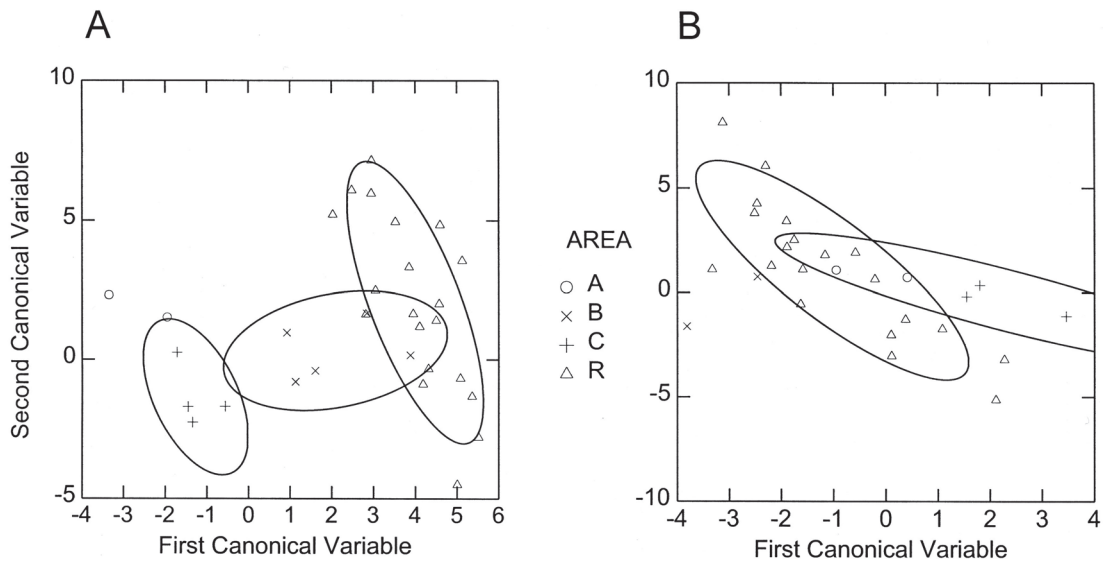 A
B
10
5
0
-5
Second Canonical Variable
-4 -3 -2 -1 0 1 2 3 4 5 6
First Canonical Variable
AREA
A
B
C
R
10
5
0
-5
-10
-4 -3 -2 -1 0 1 2 3 4
First Canonical Variable